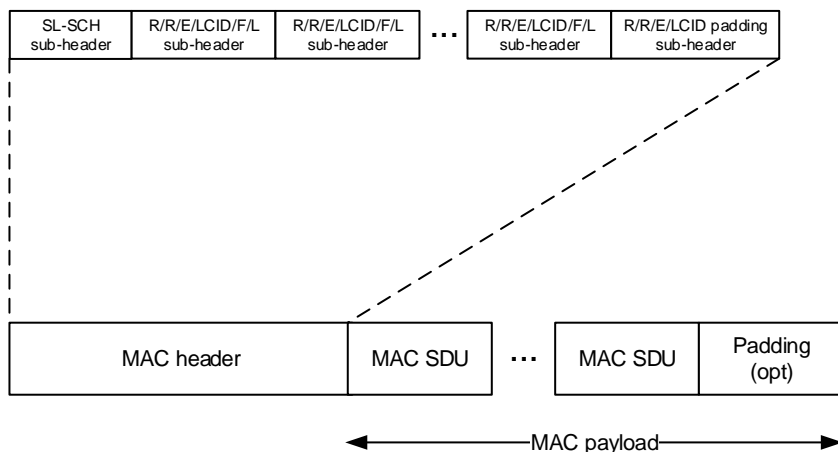 SL-SCH
sub-header
R/R/E/LCID/F/L
sub-header
R/R/E/LCID/F/L
sub-header
...
R/R/E/LCID/F/L
sub-header
R/R/E/LCID padding
sub-header
MAC header
MAC SDU
...
MAC SDU
Padding
(opt)
MAC payload